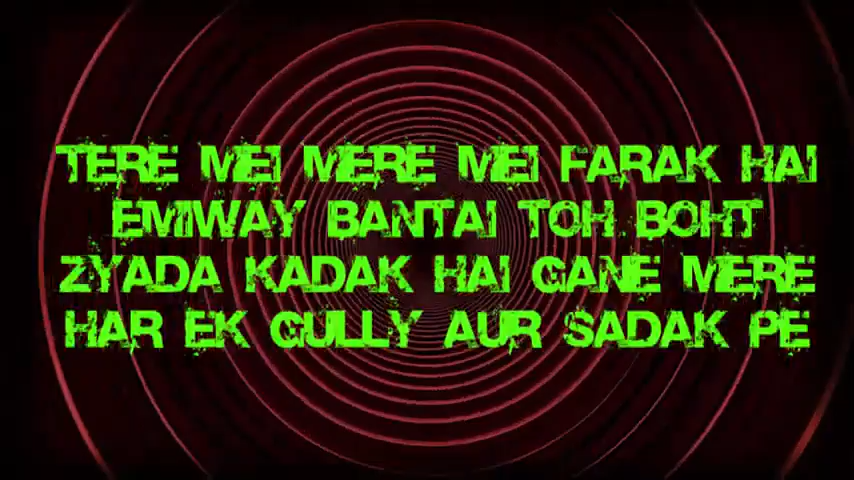 TERE MEI MERE MEI FARAK HAI
EMIWAY BANTAI TOH BOHT
ZYADA KADAK HAI GANE MERE
HAR EK GULLY AUR SADAK PE